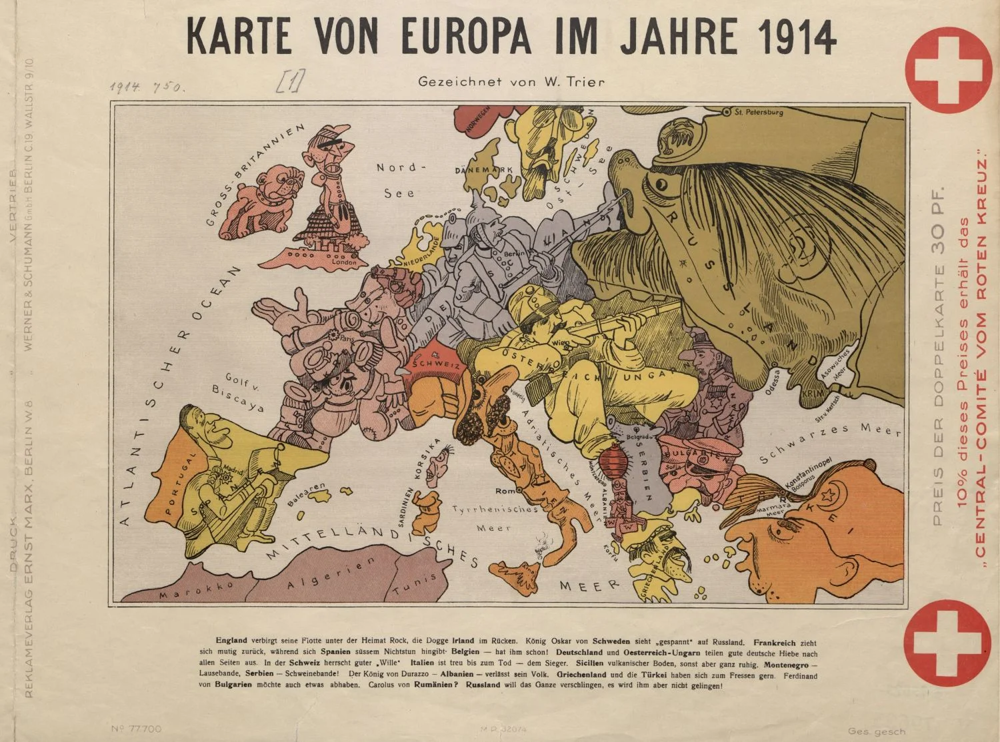 KARTE VON EUROPA IM JAHRE 1914
Gezeichnet von W. Trier
1914. 750.
[1]
GROSS-BRITANNIEN
London
Nord-
See
NORWEGEN
SCHWEDEN
DÄNEMARK
Ost-See
St. Petersburg
RUSSLAND
NIEDERLANDE
DEUTSCHLAND
Berlin
ATLANTISCHER OCEAN
Paris
Golf v.
Biscaya
SCHWEIZ
Wien
ÖSTERREICH-UNGA
Odessa
Asowsches
Meer
KRIM
Str. v. Kertsch
Schwarzes Meer
PORTUGAL
Madrid
SPANIEN
Balearen
KORSIKA
SARDINIEN
Venedig
Adriatisches Meer
Rom
Tyrrhenisches
Meer
MITTELLÄNDISCHES
MEER
Belgrad
SERBIEN
MONTENEGRO
ALBANIEN
BULGARIEN
Sofia
Korfu
GRIECHENLAND
Konstantinopel
Bosporus
Marmara
Meer
TÜRKEI
Marokko
Algerien
Tunis
England verbirgt seine Flotte unter der Heimat Rock, die Dogge Irland im Rücken. König Oskar von Schweden sieht „gespannt“ auf Russland. Frankreich zieht
sich mutig zurück, während sich Spanien süssem Nichtstun hingibt. Belgien — hat ihm schon! Deutschland und Oesterreich-Ungarn teilen gute deutsche Hiebe nach
allen Seiten aus. In der Schweiz herrscht guter „Wille“ Italien ist treu bis zum Tod — dem Sieger. Sicilien vulkanischer Boden, sonst aber ganz ruhig. Montenegro —
Lausebande, Serbien — Schweinebande! Der König von Durazzo — Albanien — verlässt sein Volk. Griechenland und die Türkei haben sich zum Fressen gern. Ferdinand
von Bulgarien möchte auch etwas abhaben. Carolus von Rumänien? Russland will das Ganze verschlingen, es wird ihm aber nicht gelingen!
PREIS DER DOPPELKARTE 30 PF.
10% dieses Preises erhält das
„CENTRAL-COMITÉ VOM ROTEN KREUZ.“
DRUCK: " " VERTRIEB:
REKLAMEVERLAG ERNST MARX, BERLIN W8 " WERNER & SCHUMANN GmbH BERLIN C.19 WALLSTR 9/10.
Nº 77700
M.P. 32074
Ges. gesch